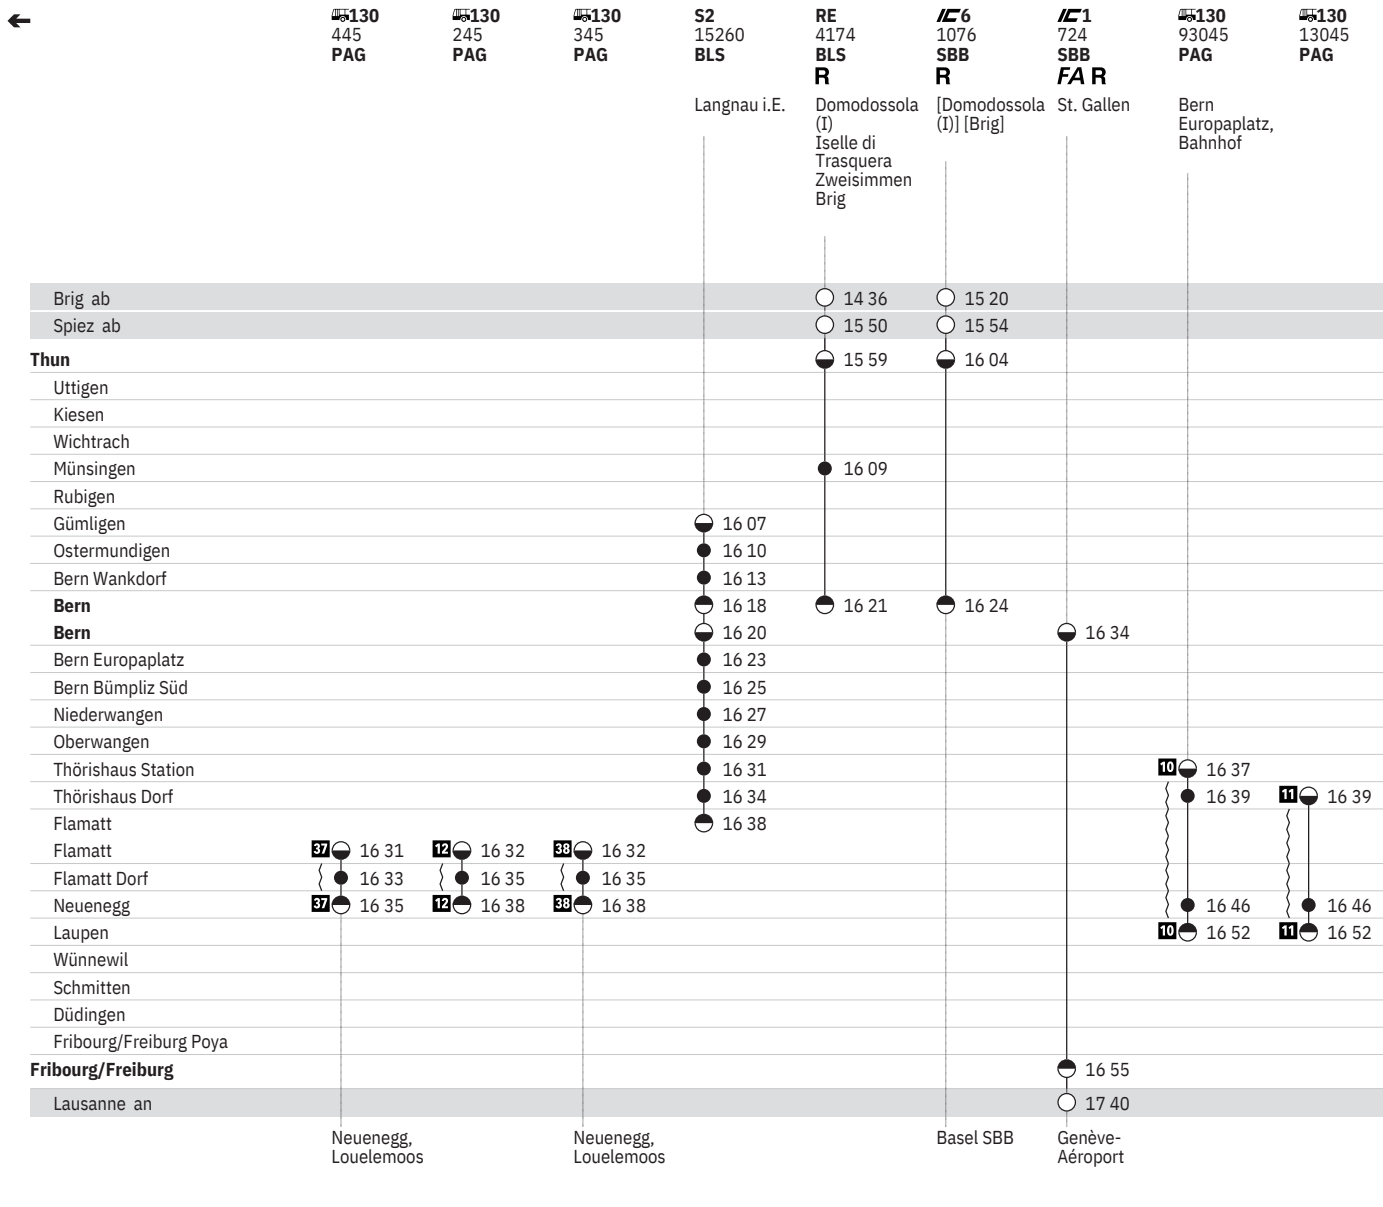 130 130 130 S2 RE IC 6 IC 1 130 130
445 245 345 15260 4174 1076 724 93045 13045
PAG PAG PAG BLS BLS SBB SBB PAG PAG
R R FA R
Langnau i.E. Domodossola [Domodossola St. Gallen Bern
(I) (I)] [Brig] Europaplatz,
Iselle di Bahnhof
Trasquera
Zweisimmen
Brig
Brig ab 14 36 15 20
Spiez ab 15 50 15 54
Thun 15 59 16 04
Uttigen
Kiesen
Wichtrach
Münsingen 16 09
Rubigen
Gümligen 16 07
Ostermundigen 16 10
Bern Wankdorf 16 13
Bern 16 18 16 21 16 24
Bern 16 20 16 34
Bern Europaplatz 16 23
Bern Bümpliz Süd 16 25
Niederwangen 16 27
Oberwangen 16 29
Thörishaus Station 16 31 10 16 37
Thörishaus Dorf 16 34 16 39 11 16 39
Flamatt 16 38
Flamatt 37 16 31 12 16 32 38 16 32
Flamatt Dorf 16 33 16 35 16 35
Neuenegg 37 16 35 12 16 38 38 16 38 16 46 16 46
Laupen 10 16 52 11 16 52
Wünnewil
Schmitten
Düdingen
Fribourg/Freiburg Poya
Fribourg/Freiburg 16 55
Lausanne an 17 40
Neuenegg, Neuenegg, Basel SBB Genève-
Louelemoos Louelemoos Aéroport